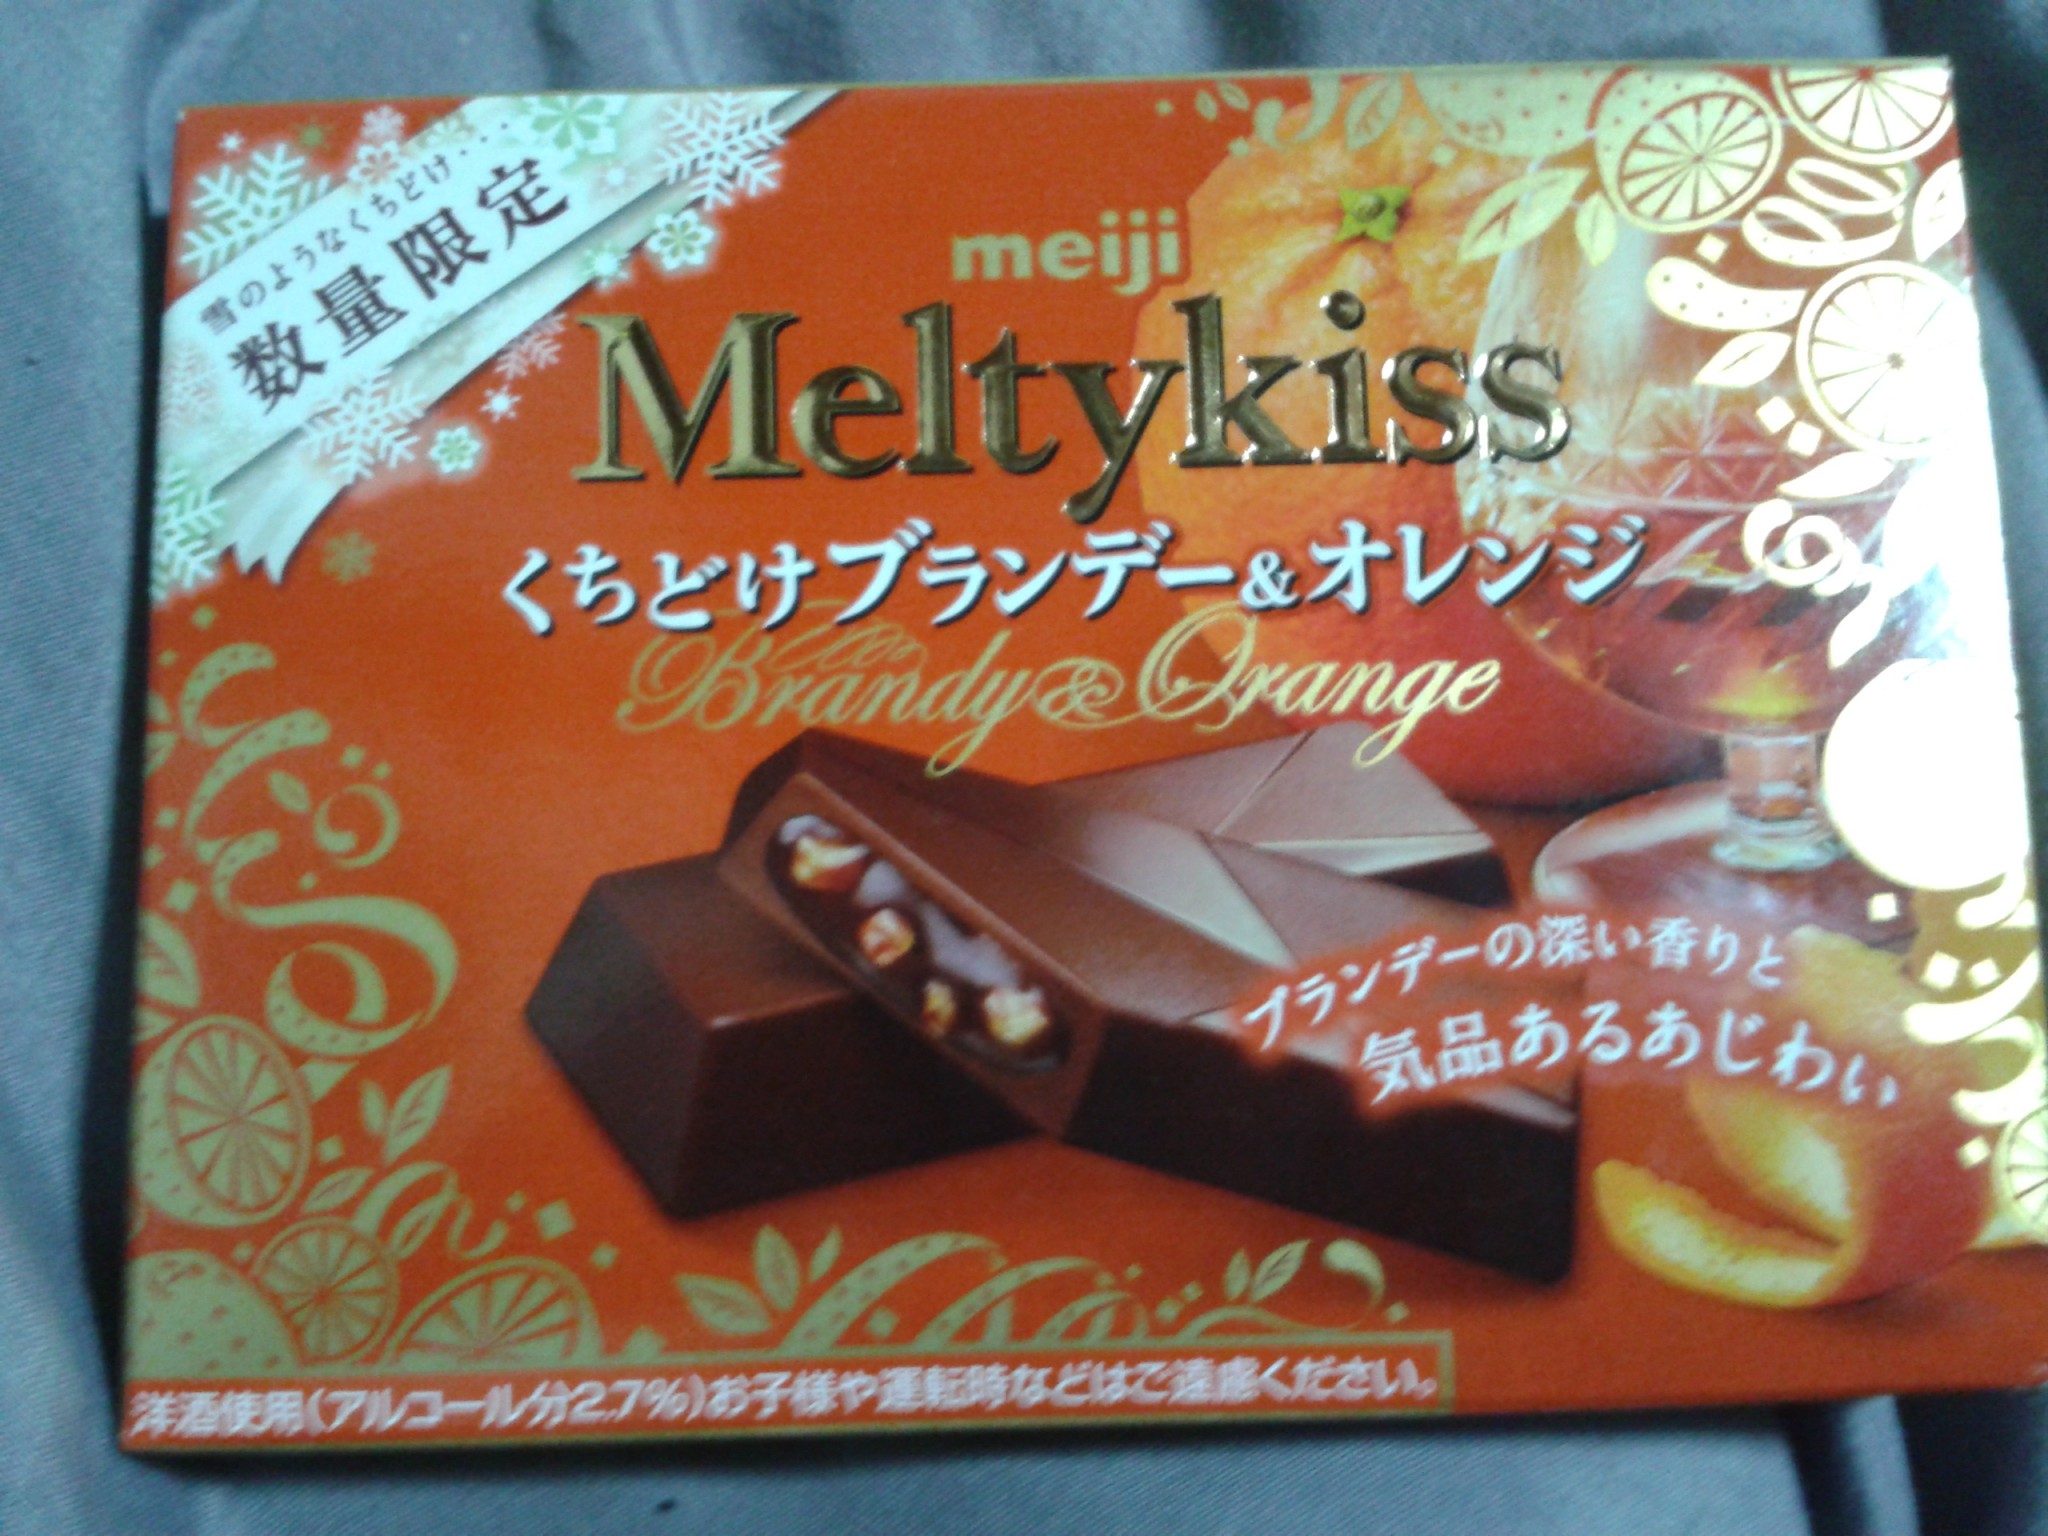 雪のようなくちどけ・・・
数量限定
meiji
Meltykiss
くちどけブランデー&オレンジ
Brandy & Orange
ブランデーの深い香りと
気品あるあじわい
洋酒使用(アルコール分2.7%)お子様や運転時などはご遠慮ください。